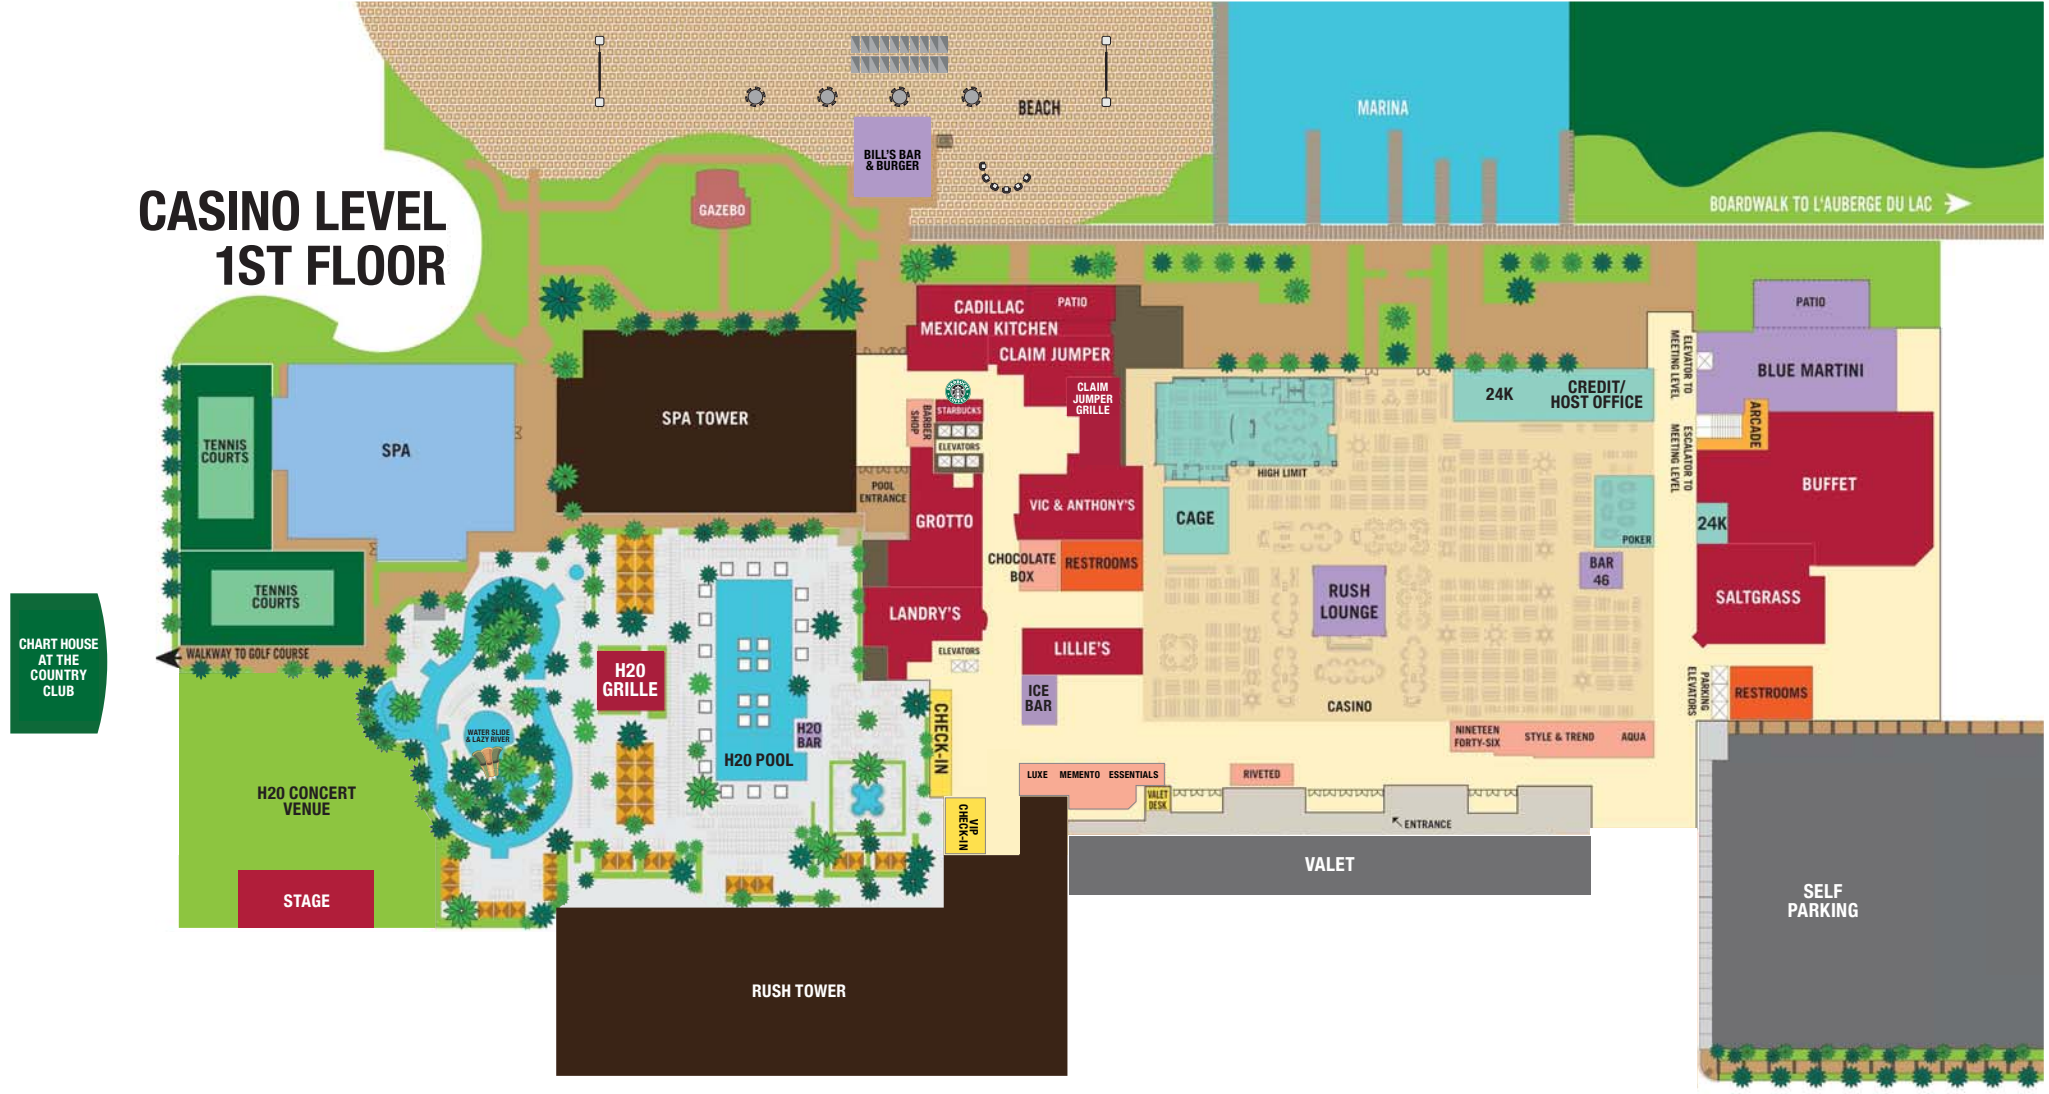 CASINO LEVEL
1ST FLOOR
BEACH
MARINA
BILL'S BAR
& BURGER
GAZEBO
BOARDWALK TO L'AUBERGE DU LAC
CADILLAC
MEXICAN KITCHEN
PATIO
CLAIM JUMPER
CLAIM
JUMPER
GRILLE
STARBUCKS
BARBER
SHOP
ELEVATORS
POOL
ENTRANCE
SPA TOWER
SPA
TENNIS
COURTS
TENNIS
COURTS
WALKWAY TO GOLF COURSE
CHART HOUSE
AT THE
COUNTRY
CLUB
GROTTO
VIC & ANTHONY'S
CHOCOLATE
BOX
RESTROOMS
LANDRY'S
LILLIE'S
ELEVATORS
ICE
BAR
CHECK-IN
VIP
CHECK-IN
H20
GRILLE
H20
BAR
H20 POOL
WATER SLIDE
& LAZY RIVER
H20 CONCERT
VENUE
STAGE
RUSH TOWER
LUXE
MEMENTO
ESSENTIALS
VALET
DESK
RIVETED
ENTRANCE
VALET
HIGH LIMIT
CAGE
RUSH
LOUNGE
CASINO
24K
CREDIT/
HOST OFFICE
POKER
BAR
46
NINETEEN
FORTY-SIX
STYLE & TREND
AQUA
ELEVATOR TO
MEETING LEVEL
ESCALATOR TO
MEETING LEVEL
PATIO
BLUE MARTINI
ARCADE
BUFFET
24K
SALTGRASS
PARKING
ELEVATORS
RESTROOMS
SELF
PARKING